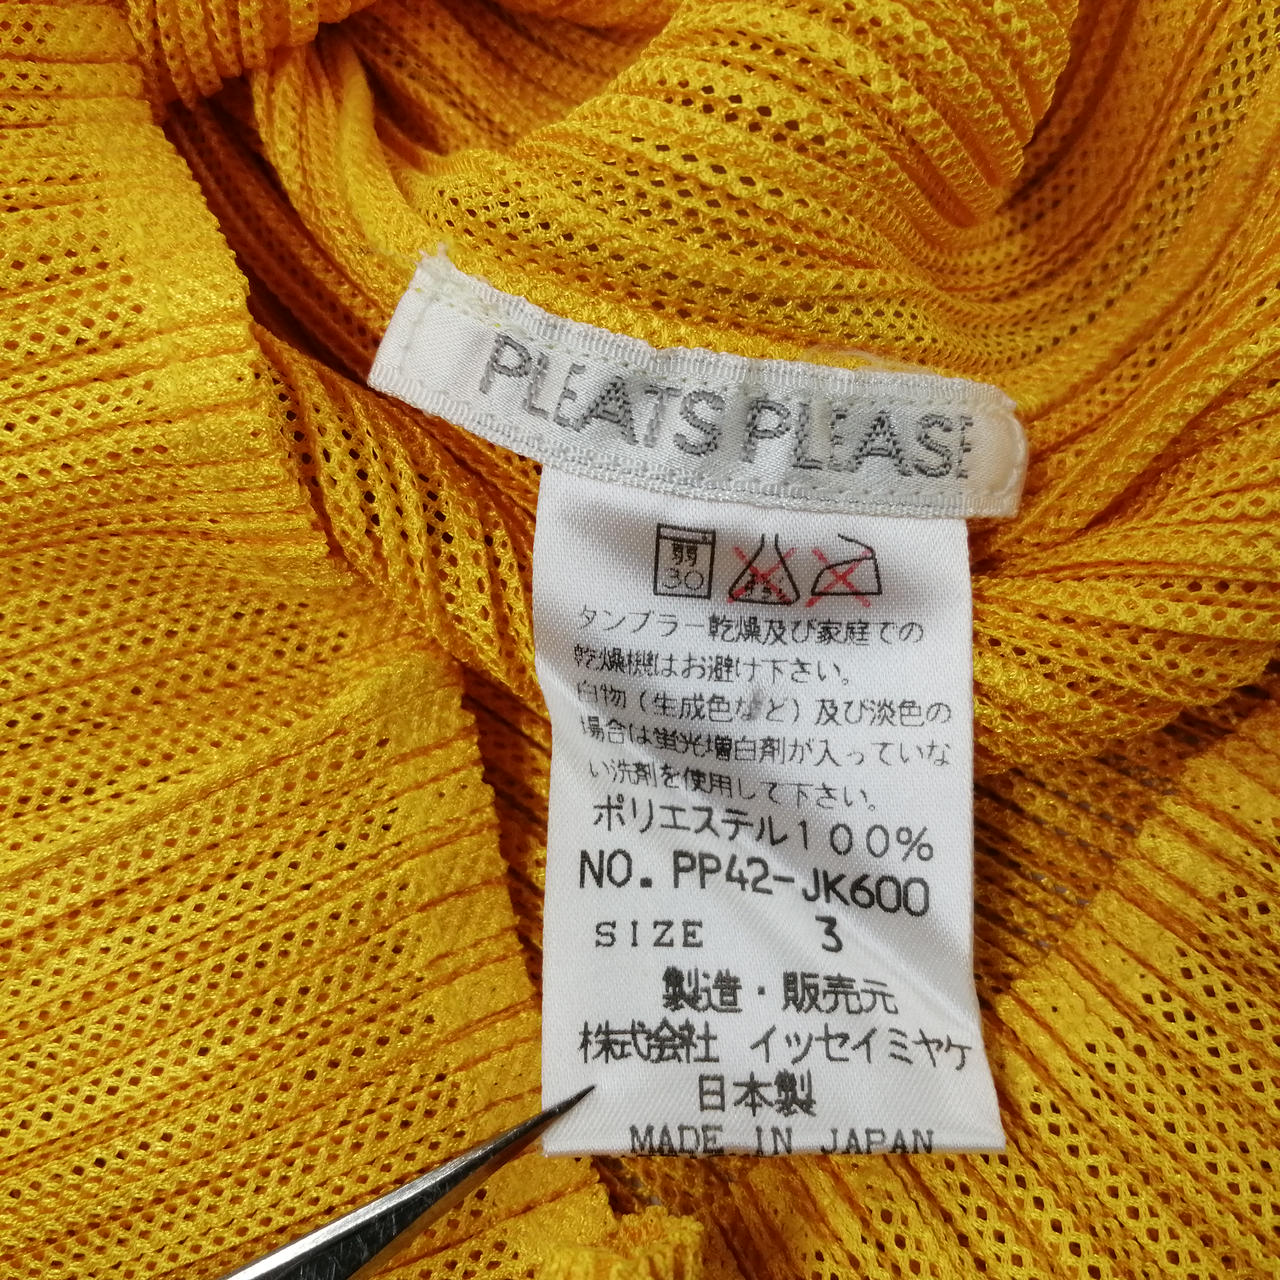 PLEATS PLEASE
弱
30
タンブラー乾燥及び家庭での
乾燥機はお避け下さい。
白物（生成色など）及び淡色の
場合は蛍光増白剤が入っていな
い洗剤を使用して下さい。
ポリエステル100%
NO. PP42-JK600
SIZE 3
製造・販売元
株式会社 イッセイミヤケ
日本製
MADE IN JAPAN